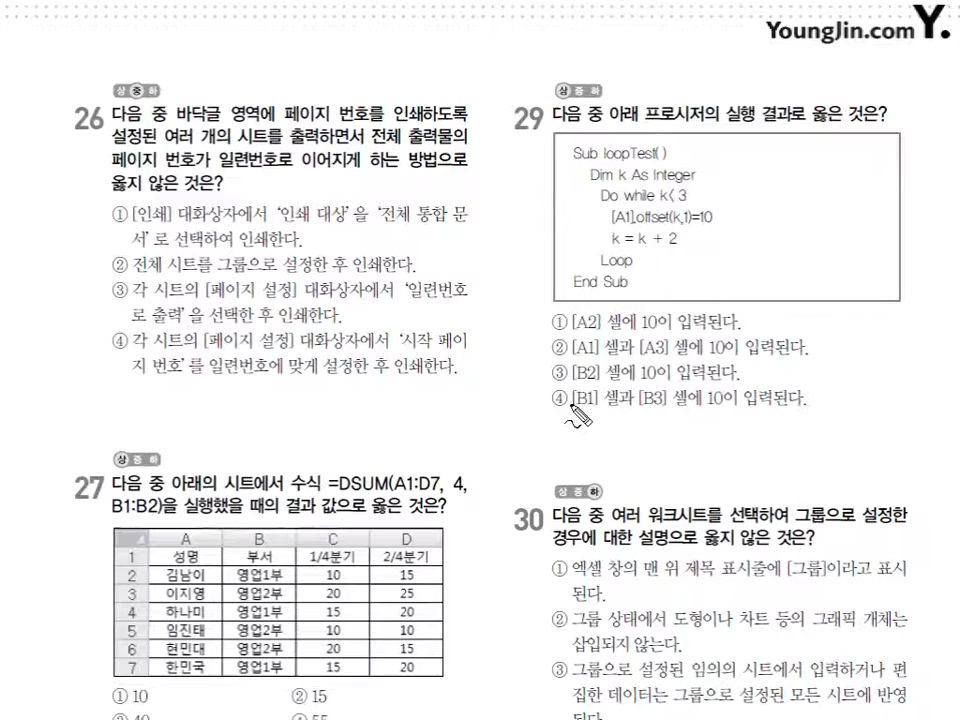 YoungJin.com Y.
상 중 하
26 다음 중 바닥글 영역에 페이지 번호를 인쇄하도록
설정된 여러 개의 시트를 출력하면서 전체 출력물의
페이지 번호가 일련번호로 이어지게 하는 방법으로
옳지 않은 것은?
① [인쇄] 대화상자에서 ‘인쇄 대상’을 ‘전체 통합 문
서’로 선택하여 인쇄한다.
② 전체 시트를 그룹으로 설정한 후 인쇄한다.
③ 각 시트의 [페이지 설정] 대화상자에서 ‘일련번호
로 출력’을 선택한 후 인쇄한다.
④ 각 시트의 [페이지 설정] 대화상자에서 ‘시작 페이
지 번호’를 일련번호에 맞게 설정한 후 인쇄한다.
상 중 하
27 다음 중 아래의 시트에서 수식 =DSUM(A1:D7, 4,
B1:B2)을 실행했을 때의 결과 값으로 옳은 것은?
A B C D
1 성명 부서 1/4분기 2/4분기
2 김남이 영업1부 10 15
3 이지영 영업2부 20 25
4 하나미 영업1부 15 20
5 임진태 영업2부 10 10
6 현민대 영업2부 20 15
7 한민국 영업1부 15 20
① 10 ② 15
③ 40 ④ 55
상 중 하
29 다음 중 아래 프로시저의 실행 결과로 옳은 것은?
Sub loopTest( )
Dim k As Integer
Do while k< 3
[A1].offset(k,1)=10
k = k + 2
Loop
End Sub
① [A2] 셀에 10이 입력된다.
② [A1] 셀과 [A3] 셀에 10이 입력된다.
③ [B2] 셀에 10이 입력된다.
④ [B1] 셀과 [B3] 셀에 10이 입력된다.
상 중 하
30 다음 중 여러 워크시트를 선택하여 그룹으로 설정한
경우에 대한 설명으로 옳지 않은 것은?
① 엑셀 창의 맨 위 제목 표시줄에 [그룹]이라고 표시
된다.
② 그룹 상태에서 도형이나 차트 등의 그래픽 개체는
삽입되지 않는다.
③ 그룹으로 설정된 임의의 시트에서 입력하거나 편
집한 데이터는 그룹으로 설정된 모든 시트에 반영
된다.